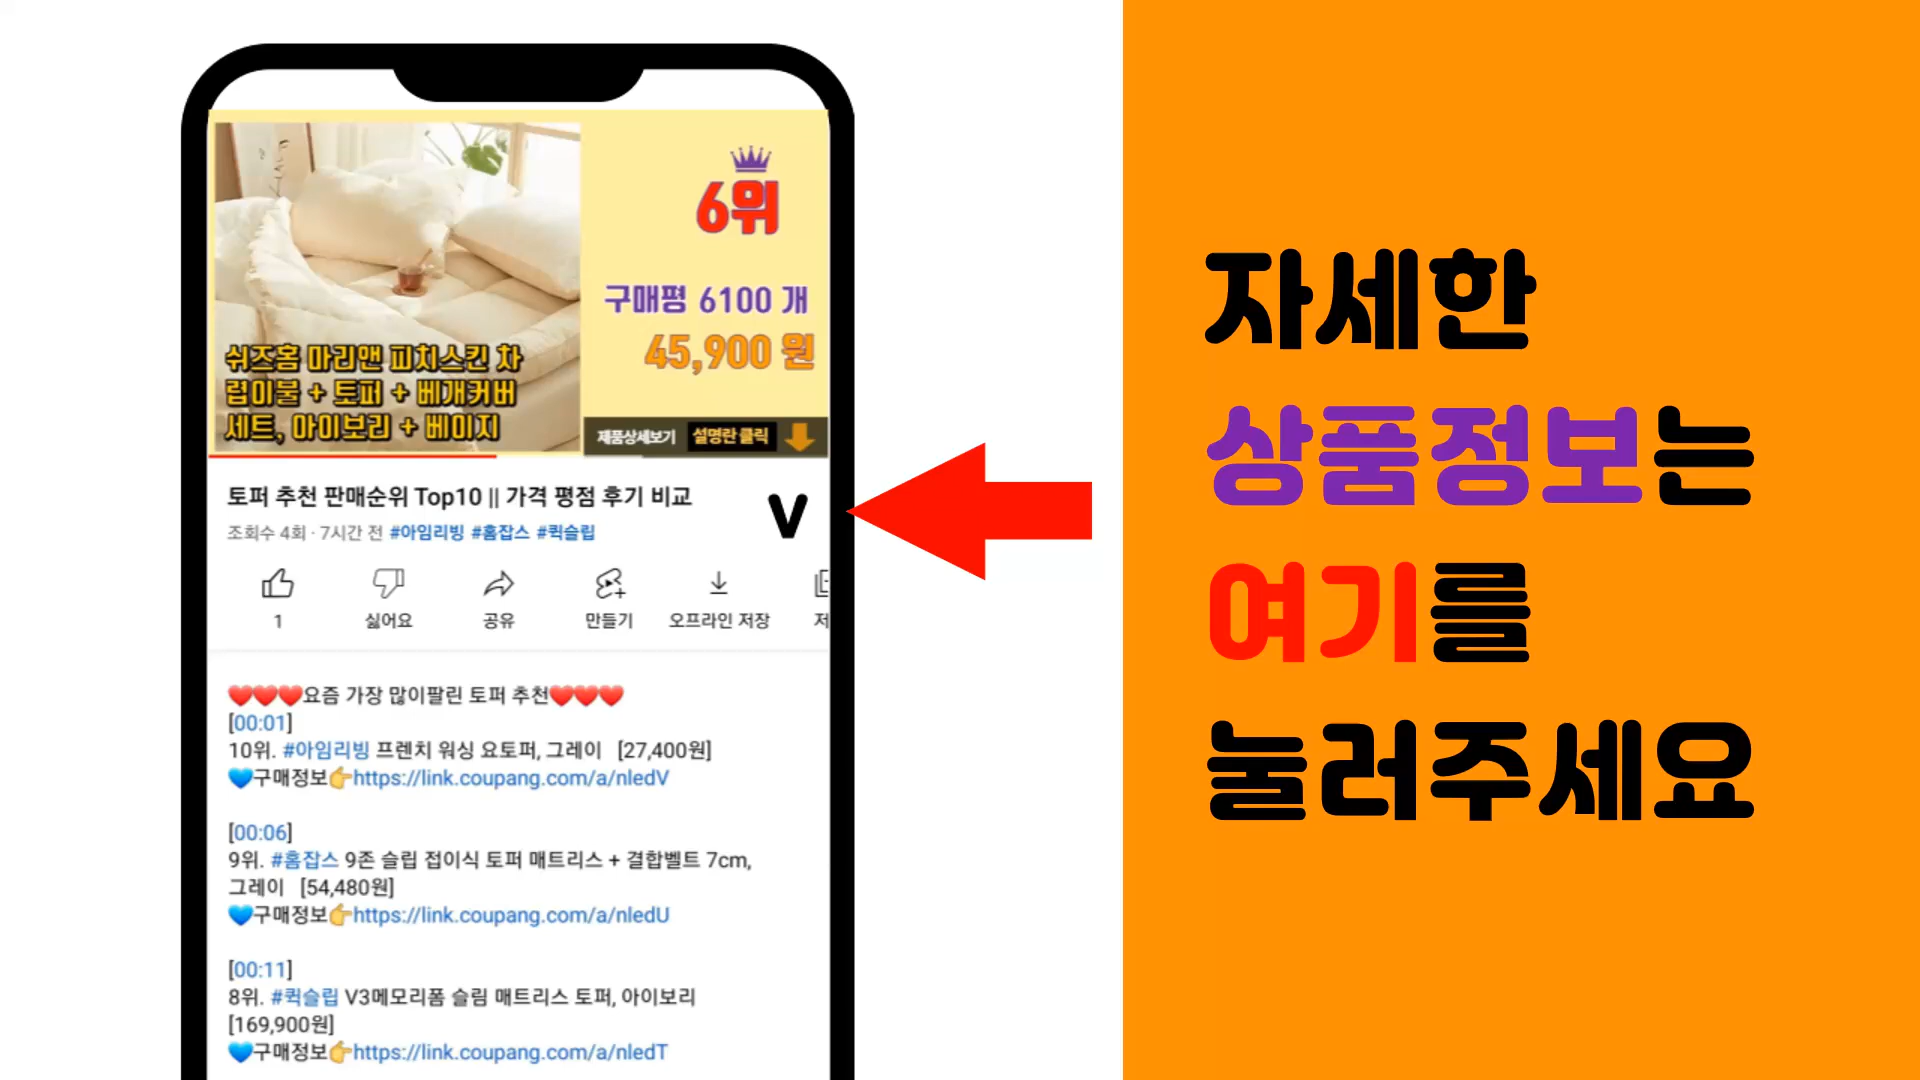 6위
구매평 6100 개
45,900 원
쉬즈홈 마리앤 피치스킨 차
렵이불 + 토퍼 + 베개커버
세트, 아이보리 + 베이지
제품상세보기 설명란 클릭
토퍼 추천 판매순위 Top10 || 가격 평점 후기 비교
V
조회수 4회 · 7시간 전 #아임리빙 #홈잡스 #퀵슬립
1 싫어요 공유 만들기 오프라인 저장 저
❤️❤️❤️요즘 가장 많이팔린 토퍼 추천❤️❤️❤️
[00:01]
10위. #아임리빙 프렌치 워싱 요토퍼, 그레이 [27,400원]
💙구매정보👉https://link.coupang.com/a/nledV
[00:06]
9위. #홈잡스 9존 슬립 접이식 토퍼 매트리스 + 결합벨트 7cm,
그레이 [54,480원]
💙구매정보👉https://link.coupang.com/a/nledU
[00:11]
8위. #퀵슬립 V3메모리폼 슬림 매트리스 토퍼, 아이보리
[169,900원]
💙구매정보👉https://link.coupang.com/a/nledT
자세한
상품정보는
여기를
눌러주세요